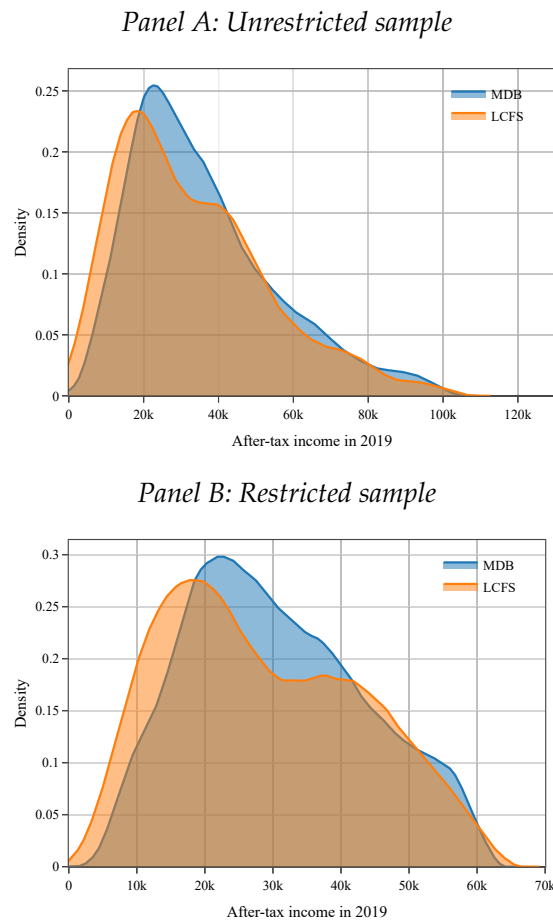 Panel A: Unrestricted sample
0.25
0.2
0.15
0.1
0.05
0
Density
MDB
LCFS
0 20k 40k 60k 80k 100k 120k
After-tax income in 2019
Panel B: Restricted sample
0.3
0.25
0.2
0.15
0.1
0.05
0
Density
MDB
LCFS
0 10k 20k 30k 40k 50k 60k 70k
After-tax income in 2019